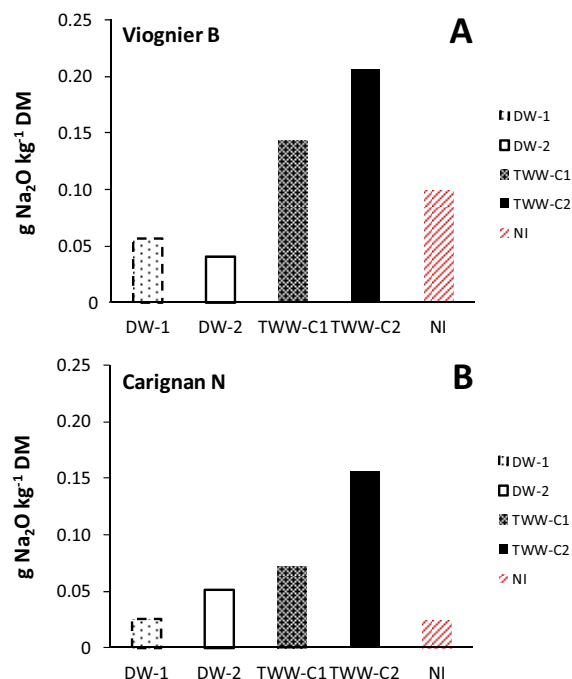 Viognier B
A
g Na₂O kg⁻¹ DM
0.25
0.20
0.15
0.10
0.05
0
DW-1
DW-2
TWW-C1
TWW-C2
NI
DW-1 DW-2 TWW-C1 TWW-C2 NI
Carignan N
B
g Na₂O kg⁻¹ DM
0.25
0.20
0.15
0.10
0.05
0
DW-1
DW-2
TWW-C1
TWW-C2
NI
DW-1 DW-2 TWW-C1 TWW-C2 NI